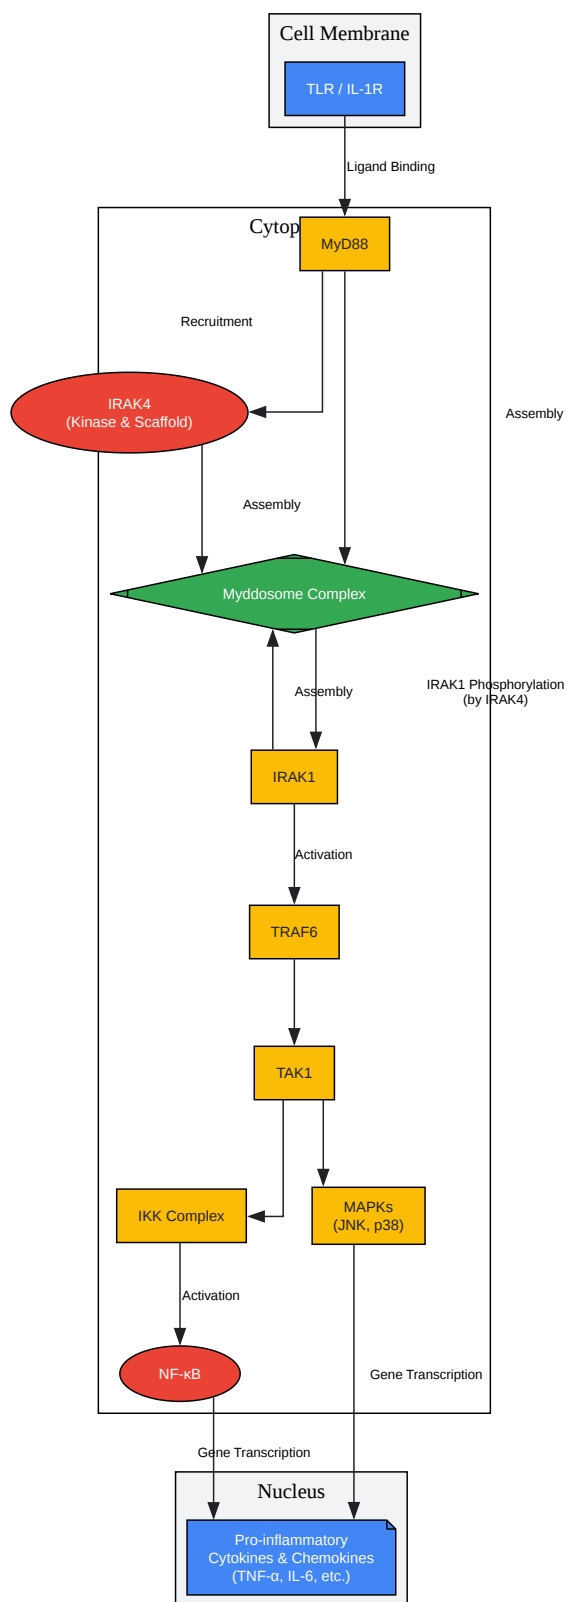 Cell Membrane
TLR / IL-1R
Ligand Binding
Cytop
MyD88
Recruitment
IRAK4
(Kinase & Scaffold)
Assembly
Assembly
Myddosome Complex
IRAK1 Phosphorylation
(by IRAK4)
Assembly
IRAK1
Activation
TRAF6
TAK1
IKK Complex
MAPKs
(JNK, p38)
Activation
NF-κB
Gene Transcription
Gene Transcription
Nucleus
Pro-inflammatory
Cytokines & Chemokines
(TNF-α, IL-6, etc.)